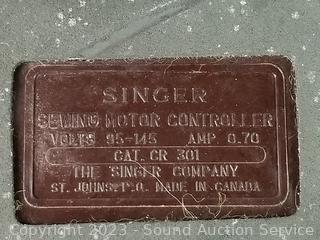 SINGER
SEWING MOTOR CONTROLLER
VOLTS 95-145 AMP 0.70
CAT. CR 301
THE SINGER COMPANY
ST. JOHNS, P.Q. MADE IN CANADA
Copyright 2023 - Sound Auction Service